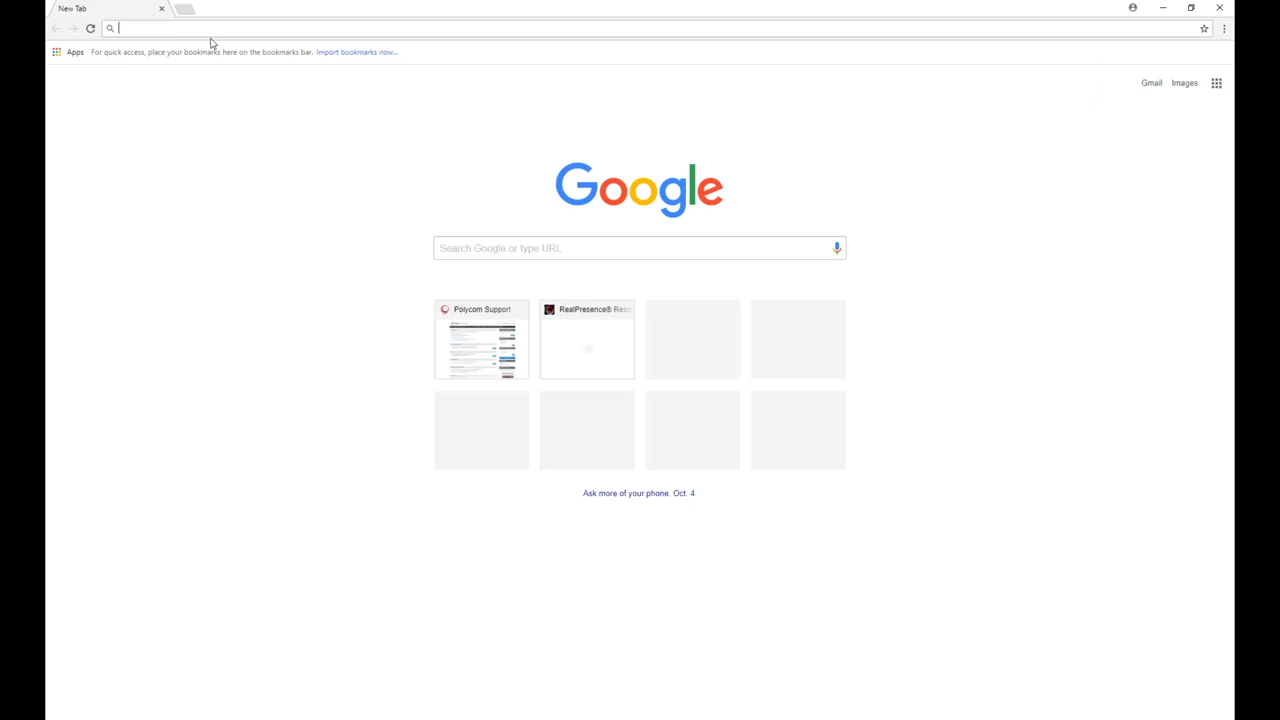 New Tab
Apps For quick access, place your bookmarks here on the bookmarks bar. Import bookmarks now...
Gmail Images
Google
Search Google or type URL
Polycom Support RealPresence®
Ask more of your phone. Oct. 4